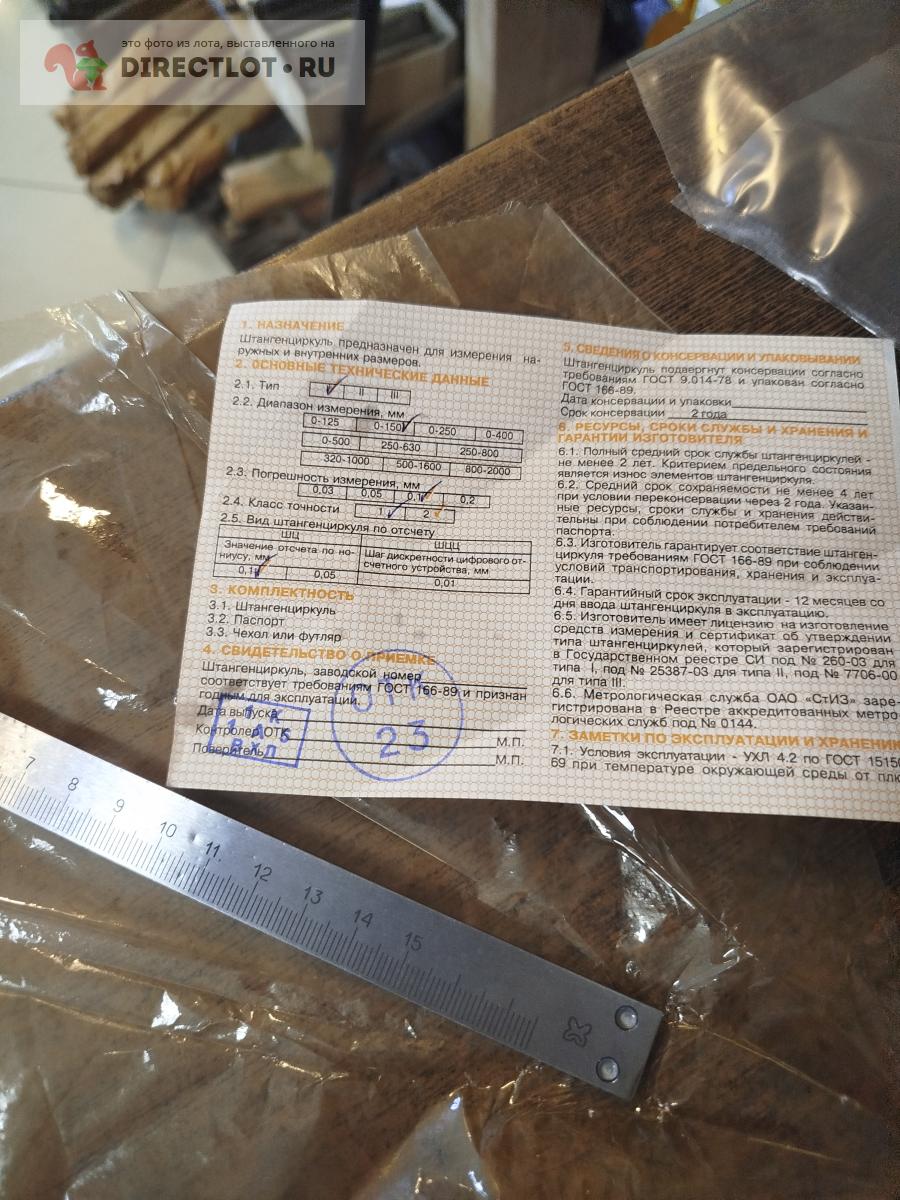 это фото из лота, выставленного на
DIRECTLOT.RU
1. НАЗНАЧЕНИЕ
Штангенциркуль предназначен для измерения на-
ружных и внутренних размеров.
2. ОСНОВНЫЕ ТЕХНИЧЕСКИЕ ДАННЫЕ
2.1. Тип
I II III
2.2. Диапазон измерения, мм
0-125 0-150 0-250 0-400
0-500 250-630 250-800
320-1000 500-1600 800-2000
2.3. Погрешность измерения, мм
0,03 0,05 0,1 0,2
2.4. Класс точности
1 2
2.5. Вид штангенциркуля по отсчету
ШЦ ШЦЦ
Значение отсчета по но-
ниусу, мм
Шаг дискретности цифрового от-
счетного устройства, мм
0,1 0,05 0,01
3. КОМПЛЕКТНОСТЬ
3.1. Штангенциркуль
3.2. Паспорт
3.3. Чехол или футляр
4. СВИДЕТЕЛЬСТВО О ПРИЕМКЕ
Штангенциркуль, заводской номер
соответствует требованиям ГОСТ 166-89 и признан
годным для эксплуатации.
Дата выпуска
Контролер ОТК М.П.
Поверитель М.П.
ОТК
23
5. СВЕДЕНИЯ О КОНСЕРВАЦИИ И УПАКОВЫВАНИИ
Штангенциркуль подвергнут консервации согласно
требованиям ГОСТ 9.014-78 и упакован согласно
ГОСТ 166-89.
Дата консервации и упаковки
Срок консервации 2 года
6. РЕСУРСЫ, СРОКИ СЛУЖБЫ И ХРАНЕНИЯ И
ГАРАНТИИ ИЗГОТОВИТЕЛЯ
6.1. Полный средний срок службы штангенциркулей -
не менее 2 лет. Критерием предельного состояния
является износ элементов штангенциркуля.
6.2. Средний срок сохраняемости не менее 4 лет
при условии переконсервации через 2 года. Указан-
ные ресурсы, сроки службы и хранения действи-
тельны при соблюдении потребителем требований
паспорта.
6.3. Изготовитель гарантирует соответствие штанген-
циркуля требованиям ГОСТ 166-89 при соблюдении
условий транспортирования, хранения и эксплуа-
тации.
6.4. Гарантийный срок эксплуатации - 12 месяцев со
дня ввода штангенциркуля в эксплуатацию.
6.5. Изготовитель имеет лицензию на изготовление
средств измерения и сертификат об утверждении
типа штангенциркулей, который зарегистрирован
в Государственном реестре СИ под № 260-03 для
типа I, под № 25387-03 для типа II, под № 7706-00
для типа III.
6.6. Метрологическая служба ОАО «СтИЗ» заре-
гистрирована в Реестре аккредитованных метро-
логических служб под № 0144.
7. ЗАМЕТКИ ПО ЭКСПЛУАТАЦИИ И ХРАНЕНИЮ
7.1. Условия эксплуатации - УХЛ 4.2 по ГОСТ 15150
69 при температуре окружающей среды от плю
7 8 9 10 11 12 13 14 15